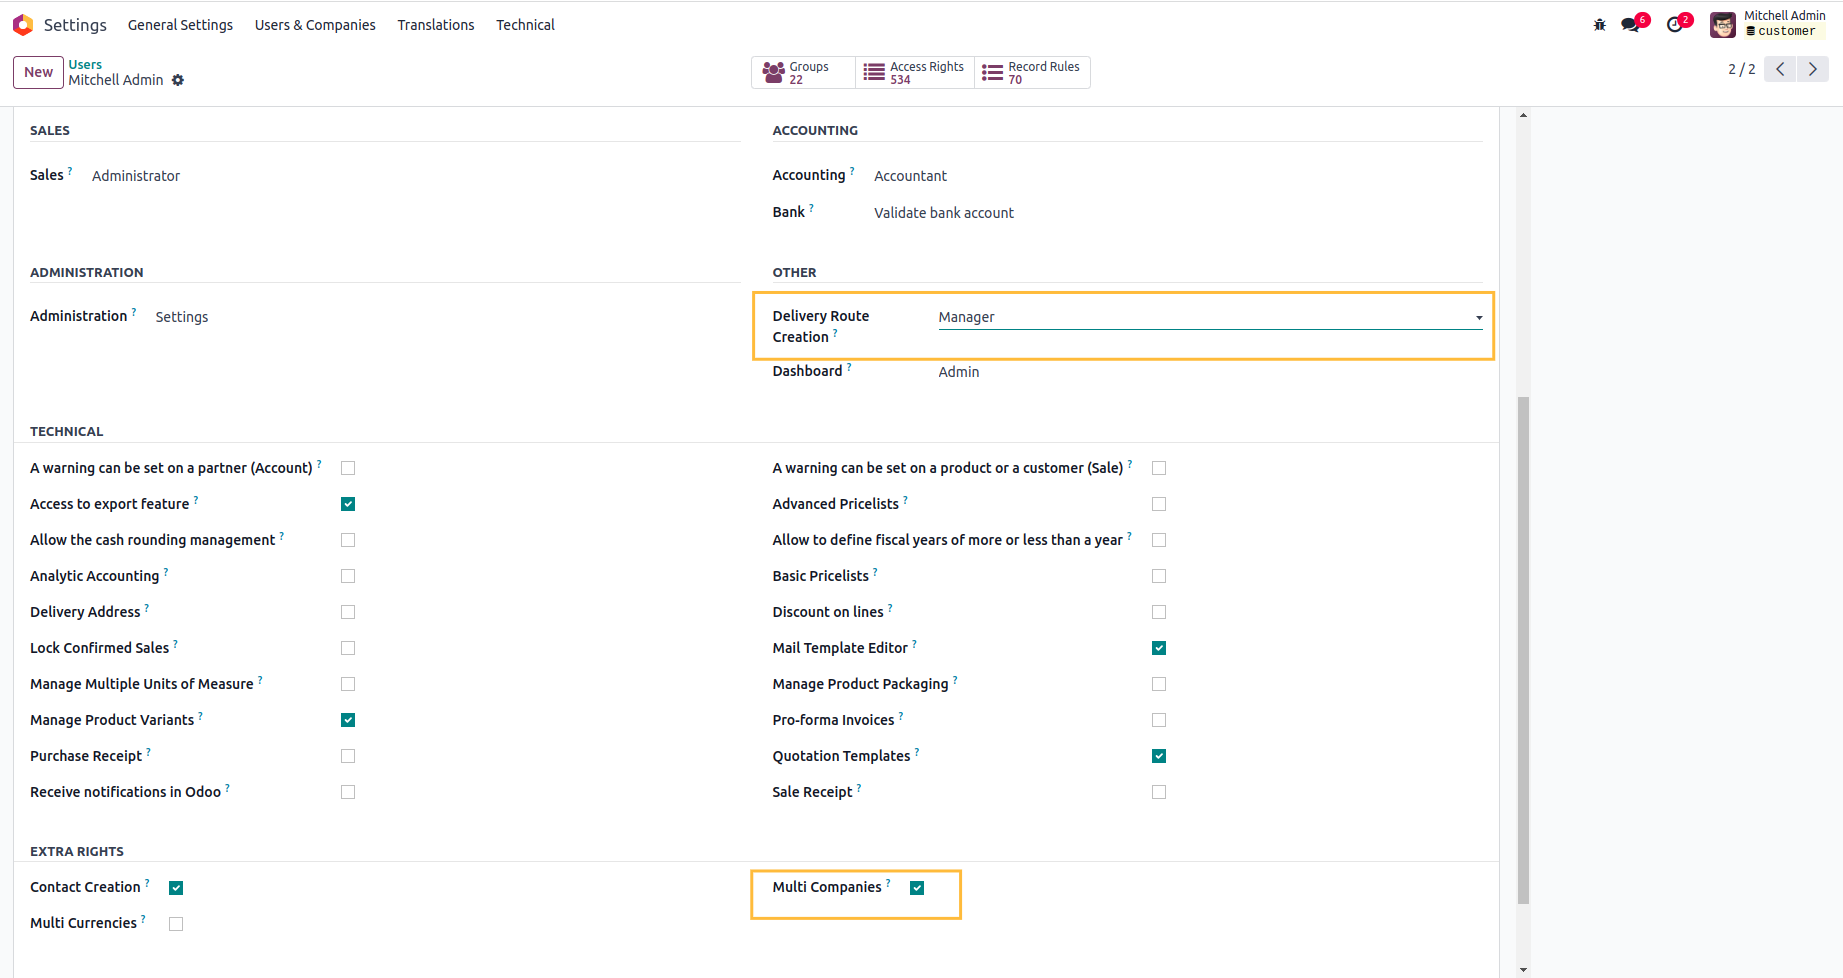 Settings General Settings Users & Companies Translations Technical 6 2 Mitchell Admin
customer
New Users
Mitchell Admin
Groups 22 Access Rights 534 Record Rules 70
2 / 2
SALES
Sales ? Administrator
ACCOUNTING
Accounting ? Accountant
Bank ? Validate bank account
ADMINISTRATION
Administration ? Settings
OTHER
Delivery Route
Creation ? Manager
Dashboard ? Admin
TECHNICAL
A warning can be set on a partner (Account) ? A warning can be set on a product or a customer (Sale) ?
Access to export feature ? Advanced Pricelists ?
Allow the cash rounding management ? Allow to define fiscal years of more or less than a year ?
Analytic Accounting ? Basic Pricelists ?
Delivery Address ? Discount on lines ?
Lock Confirmed Sales ? Mail Template Editor ?
Manage Multiple Units of Measure ? Manage Product Packaging ?
Manage Product Variants ? Pro-forma Invoices ?
Purchase Receipt ? Quotation Templates ?
Receive notifications in Odoo ? Sale Receipt ?
EXTRA RIGHTS
Contact Creation ? Multi Companies ?
Multi Currencies ?